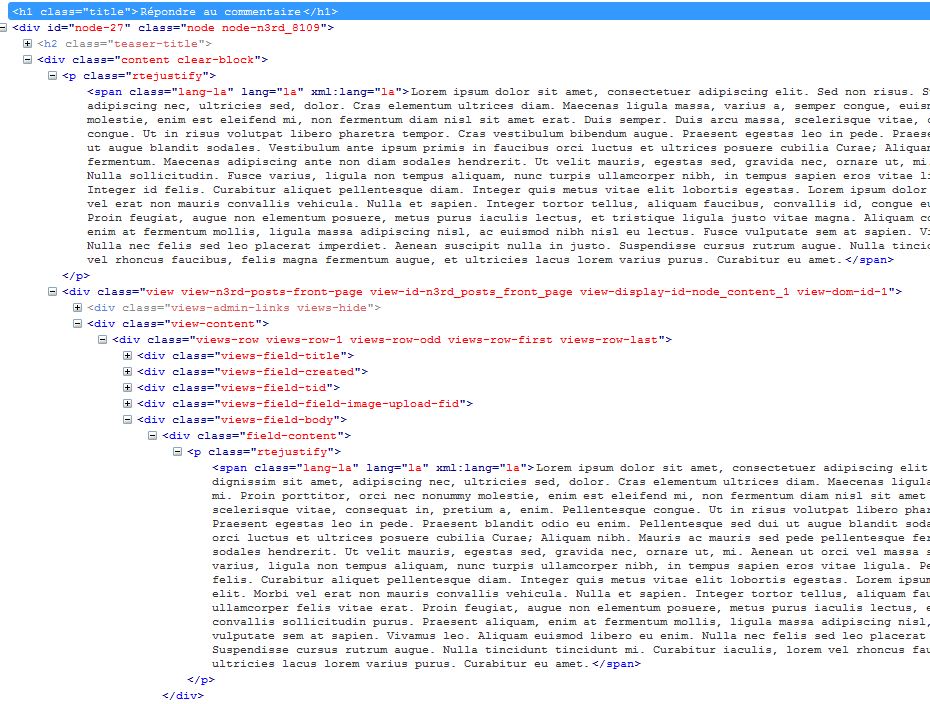 <h1 class="title">Répondre au commentaire</h1>
<div id="node-27" class="node node-n3rd_8109">
<h2 class="teaser-title">
<div class="content clear-block">
<p class="rtejustify">
<span class="lang-la" lang="la" xml:lang="la">Lorem ipsum dolor sit amet, consectetuer adipiscing elit. Sed non risus.
adipiscing nec, ultricies sed, dolor. Cras elementum ultrices diam. Maecenas ligula massa, varius a, semper congue,
molestie, enim est eleifend mi, non fermentum diam nisl sit amet erat. Duis semper. Duis arcu massa, scelerisque vitae,
congue. Ut in risus volutpat libero pharetra tempor. Cras vestibulum bibendum augue. Praesent egestas leo in pede.
ut augue blandit sodales. Vestibulum ante ipsum primis in faucibus orci luctus et ultrices posuere cubilia Curae;
fermentum. Maecenas adipiscing ante non diam sodales hendrerit. Ut velit mauris, egestas sed, gravida nec, ornare ut, mi.
Nulla sollicitudin. Fusce varius, ligula non tempus aliquam, nunc turpis ullamcorper nibh, in tempus sapien eros vitae
Integer id felis. Curabitur aliquet pellentesque diam. Integer quis metus vitae elit lobortis egestas. Lorem ipsum dolor
vel erat non mauris convallis vehicula. Nulla et sapien. Integer tortor tellus, aliquam faucibus, convallis id, congue
Proin feugiat, augue non elementum posuere, metus purus iaculis lectus, et tristique ligula justo vitae magna. Aliquam
enim at fermentum mollis, ligula massa adipiscing nisl, ac euismod nibh nisl eu lectus. Fusce vulputate sem at sapien.
Nulla nec felis sed leo placerat imperdiet. Aenean suscipit nulla in justo. Suspendisse cursus rutrum augue. Nulla
vel rhoncus faucibus, felis magna fermentum augue, et ultricies lacus lorem varius purus. Curabitur eu amet.</span>
</p>
<div class="view view-n3rd-posts-front-page view-id-n3rd_posts_front_page view-display-id-node_content_1 view-dom-id-1">
<div class="views-admin-links views-hide">
<div class="view-content">
<div class="views-row views-row-1 views-row-odd views-row-first views-row-last">
<div class="views-field-title">
<div class="views-field-created">
<div class="views-field-tid">
<div class="views-field-field-image-upload-fid">
<div class="views-field-body">
<div class="field-content">
<p class="rtejustify">
<span class="lang-la" lang="la" xml:lang="la">Lorem ipsum dolor sit amet, consectetuer adipiscing elit
dignissim sit amet, adipiscing nec, ultricies sed, dolor. Cras elementum ultrices diam. Maecenas
mi. Proin porttitor, orci nec nonummy molestie, enim est eleifend mi, non fermentum diam nisl sit amet
scelerisque vitae, consequat in, pretium a, enim. Pellentesque congue. Ut in risus volutpat libero
Praesent egestas leo in pede. Praesent blandit odio eu enim. Pellentesque sed dui ut augue blandit
orci luctus et ultrices posuere cubilia Curae; Aliquam nibh. Mauris ac mauris sed pede pellentesque
sodales hendrerit. Ut velit mauris, egestas sed, gravida nec, ornare ut, mi. Aenean ut orci vel massa
varius, ligula non tempus aliquam, nunc turpis ullamcorper nibh, in tempus sapien eros vitae ligula.
felis. Curabitur aliquet pellentesque diam. Integer quis metus vitae elit lobortis egestas. Lorem
elit. Morbi vel erat non mauris convallis vehicula. Nulla et sapien. Integer tortor tellus, aliquam
ullamcorper felis vitae erat. Proin feugiat, augue non elementum posuere, metus purus iaculis lectus,
convallis sollicitudin purus. Praesent aliquam, enim at fermentum mollis, ligula massa adipiscing nisl,
vulputate sem at sapien. Vivamus leo. Aliquam euismod libero eu enim. Nulla nec felis sed leo placerat
Suspendisse cursus rutrum augue. Nulla tincidunt tincidunt mi. Curabitur iaculis, lorem vel rhoncus
ultricies lacus lorem varius purus. Curabitur eu amet.</span>
</p>
</div>